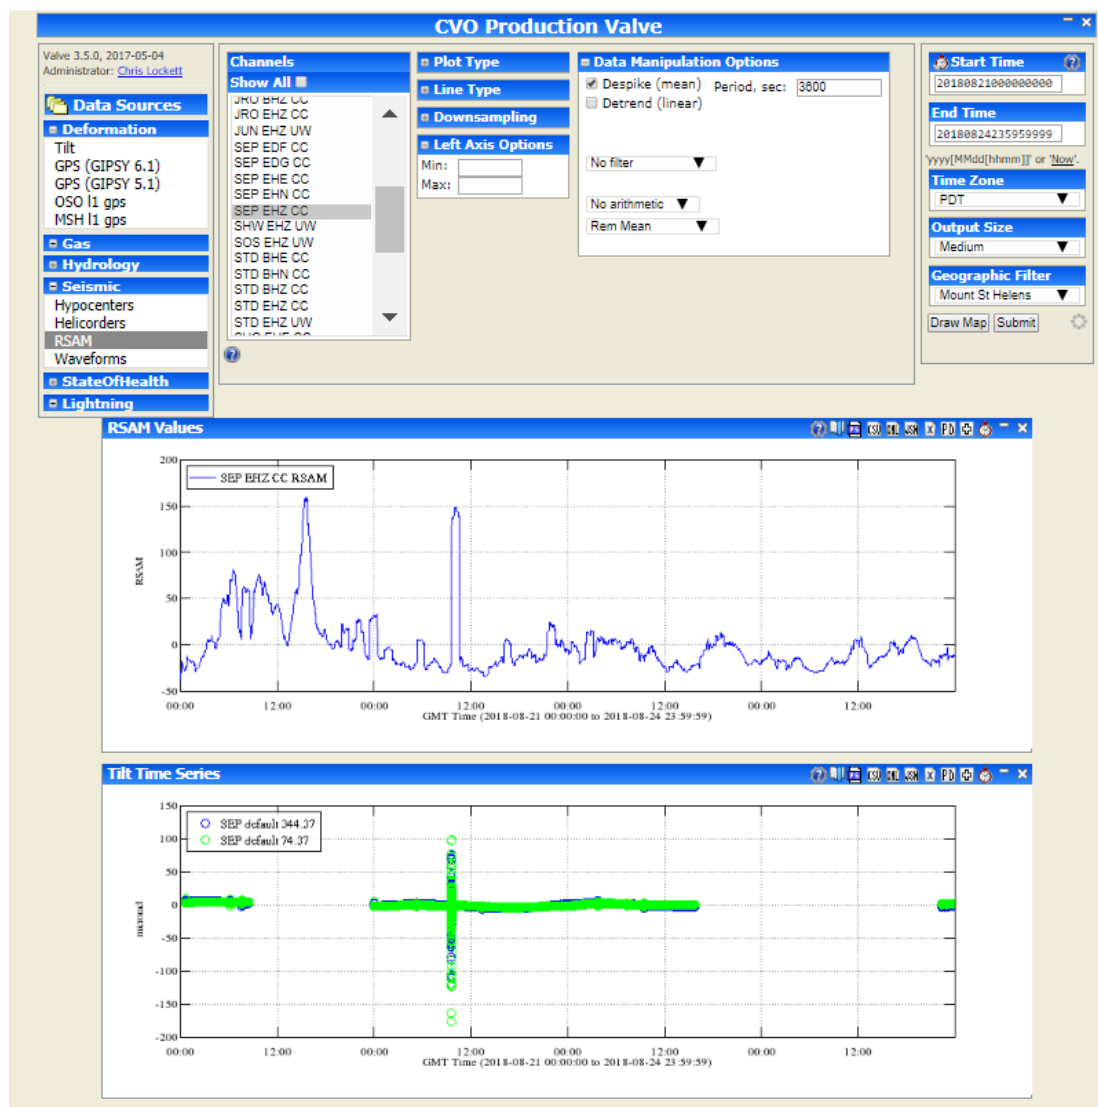 CVO Production Valve
Valve 3.5.0, 2017-05-04
Administrator: Chris Lockett
Data Sources
Deformation
Tilt
GPS (GIPSY 6.1)
GPS (GIPSY 5.1)
OSO l1 gps
MSH l1 gps
Gas
Hydrology
Seismic
Hypocenters
Helicorders
RSAM
Waveforms
StateOfHealth
Lightning
Channels
Show All
JRO BHZ CC
JRO EHZ CC
JUN EHZ UW
SEP EDF CC
SEP EDG CC
SEP EHE CC
SEP EHN CC
SEP EHZ CC
SHW EHZ UW
SOS EHZ UW
STD BHE CC
STD BHN CC
STD BHZ CC
STD EHZ CC
STD EHZ UW
Plot Type
Line Type
Downsampling
Left Axis Options
Min:
Max:
Data Manipulation Options
Despike (mean) Period, sec: 3600
Detrend (linear)
No filter
No arithmetic
Rem Mean
Start Time
20180821000000000
End Time
20180824235959999
'yyyy[MMdd[hhmm]]' or 'Now'.
Time Zone
PDT
Output Size
Medium
Geographic Filter
Mount St Helens
Draw Map Submit
RSAM Values
CSV XML JSN X PD
200
150
100
50
0
-50
RSAM
SEP EHZ CC RSAM
00:00 12:00 00:00 12:00 00:00 12:00 00:00 12:00
GMT Time (2018-08-21 00:00:00 to 2018-08-24 23:59:59)
Tilt Time Series
CSV XML JSN X PD
150
100
50
0
-50
-100
-150
-200
microrad
SEP default 344.37
SEP default 74.37
00:00 12:00 00:00 12:00 00:00 12:00 00:00 12:00
GMT Time (2018-08-21 00:00:00 to 2018-08-24 23:59:59)